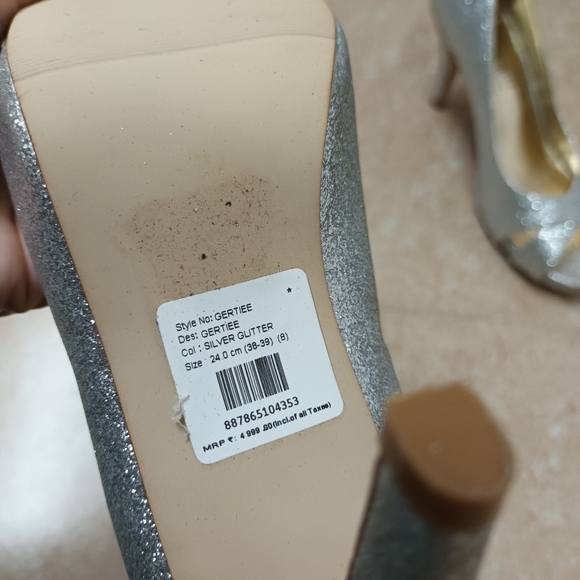 *
Style No: GERTIEE
Des: GERTIEE
Col : SILVER GLITTER
Size : 24.0 cm (38-39) (8)
887865104353
MRP ₹: 4 999 .00(Incl.of all Taxes)